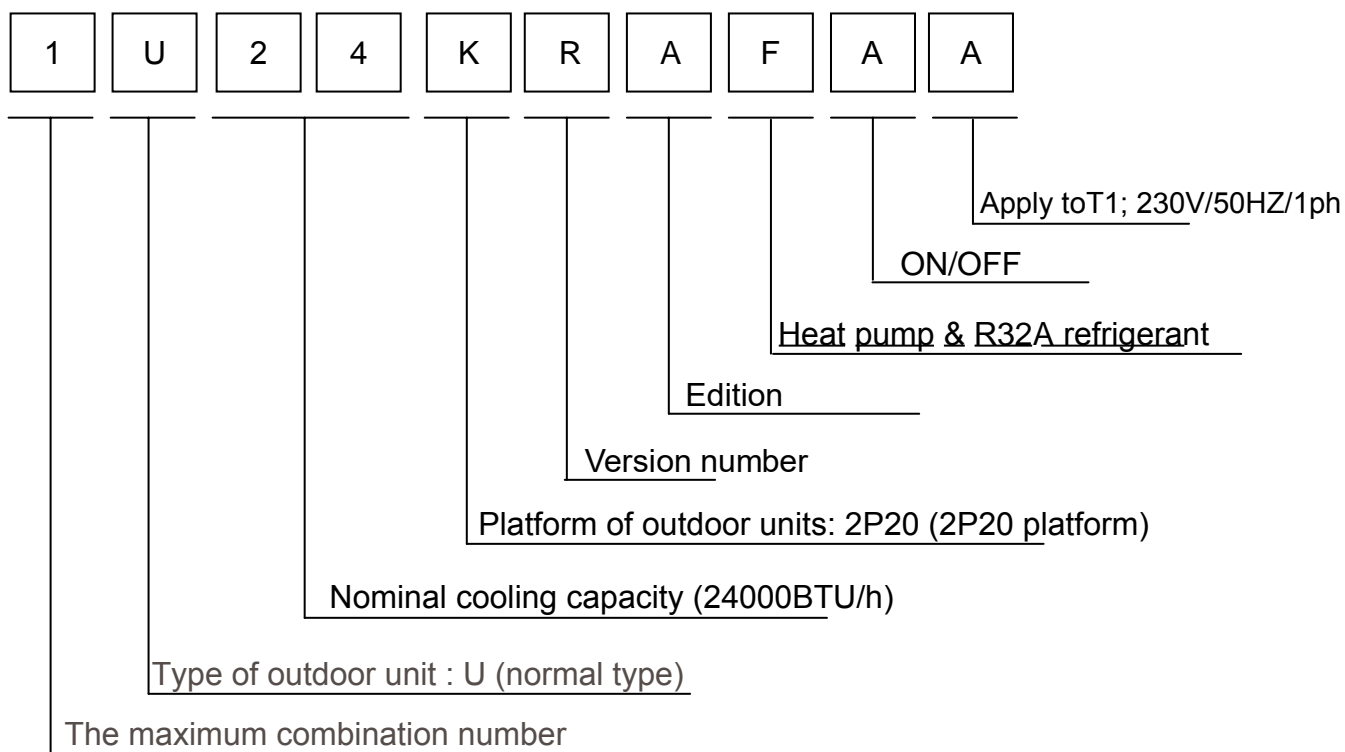 1 U 2 4 K R A F A A
Apply toT1; 230V/50HZ/1ph
ON/OFF
Heat pump & R32A refrigerant
Edition
Version number
Platform of outdoor units: 2P20 (2P20 platform)
Nominal cooling capacity (24000BTU/h)
Type of outdoor unit : U (normal type)
The maximum combination number